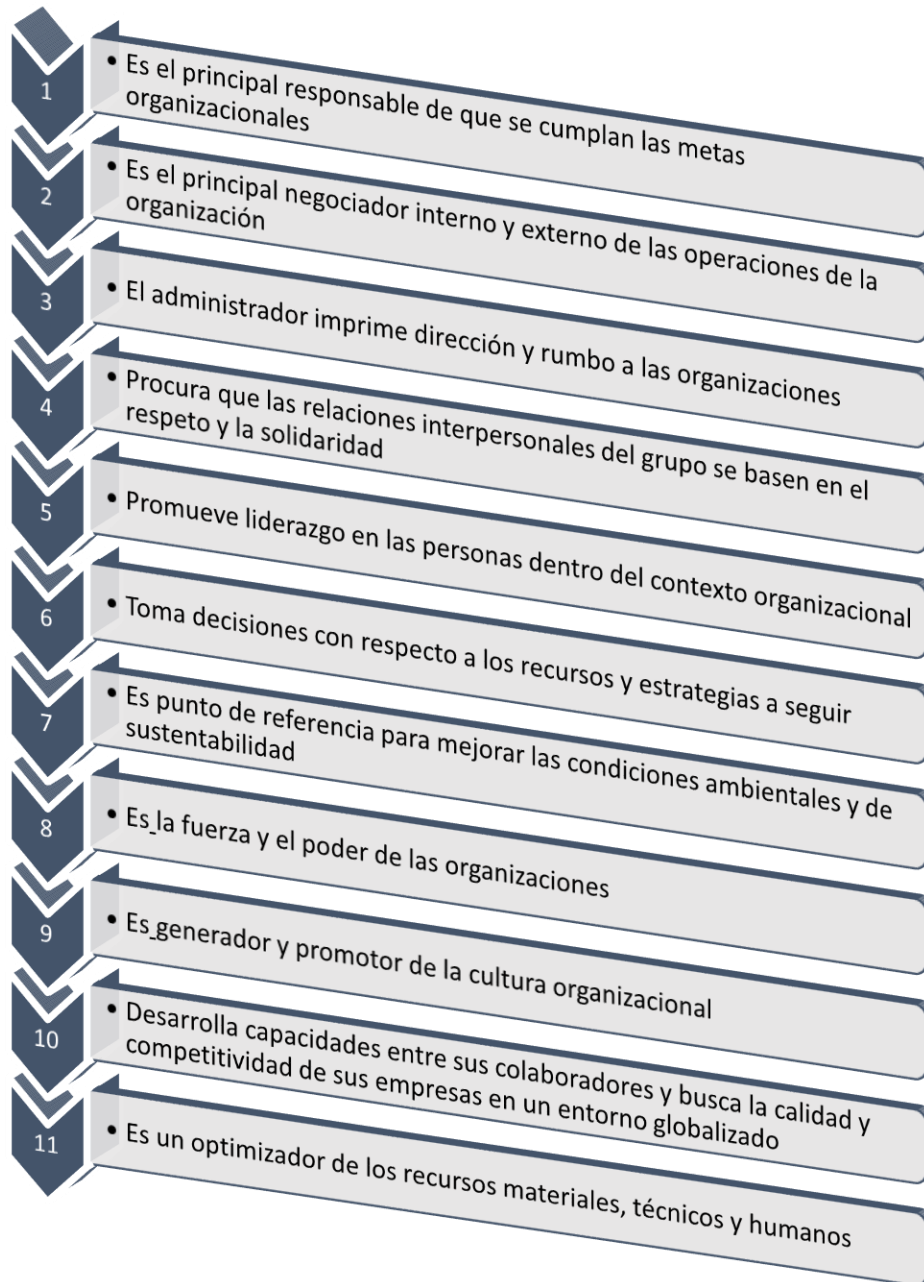 1
• Es el principal responsable de que se cumplan las metas
organizacionales
2
• Es el principal negociador interno y externo de las operaciones de la
organización
3
• El administrador imprime dirección y rumbo a las organizaciones
4
• Procura que las relaciones interpersonales del grupo se basen en el
respeto y la solidaridad
5
• Promueve liderazgo en las personas dentro del contexto organizacional
6
• Toma decisiones con respecto a los recursos y estrategias a seguir
7
• Es punto de referencia para mejorar las condiciones ambientales y de
sustentabilidad
8
• Es_la fuerza y el poder de las organizaciones
9
• Es_generador y promotor de la cultura organizacional
10
• Desarrolla capacidades entre sus colaboradores y busca la calidad y
competitividad de sus empresas en un entorno globalizado
11
• Es un optimizador de los recursos materiales, técnicos y humanos